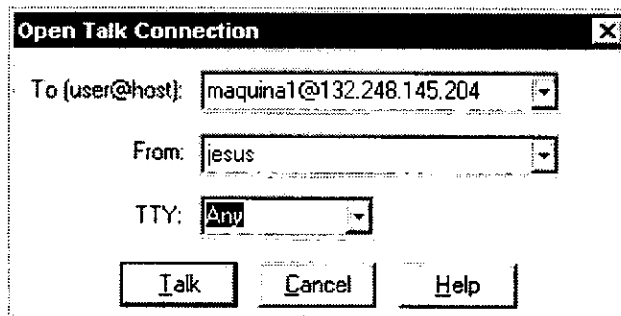 Open Talk Connection
To (user@host): maquina1@132.248.145.204
From: jesus
TTY: Any
Talk Cancel Help